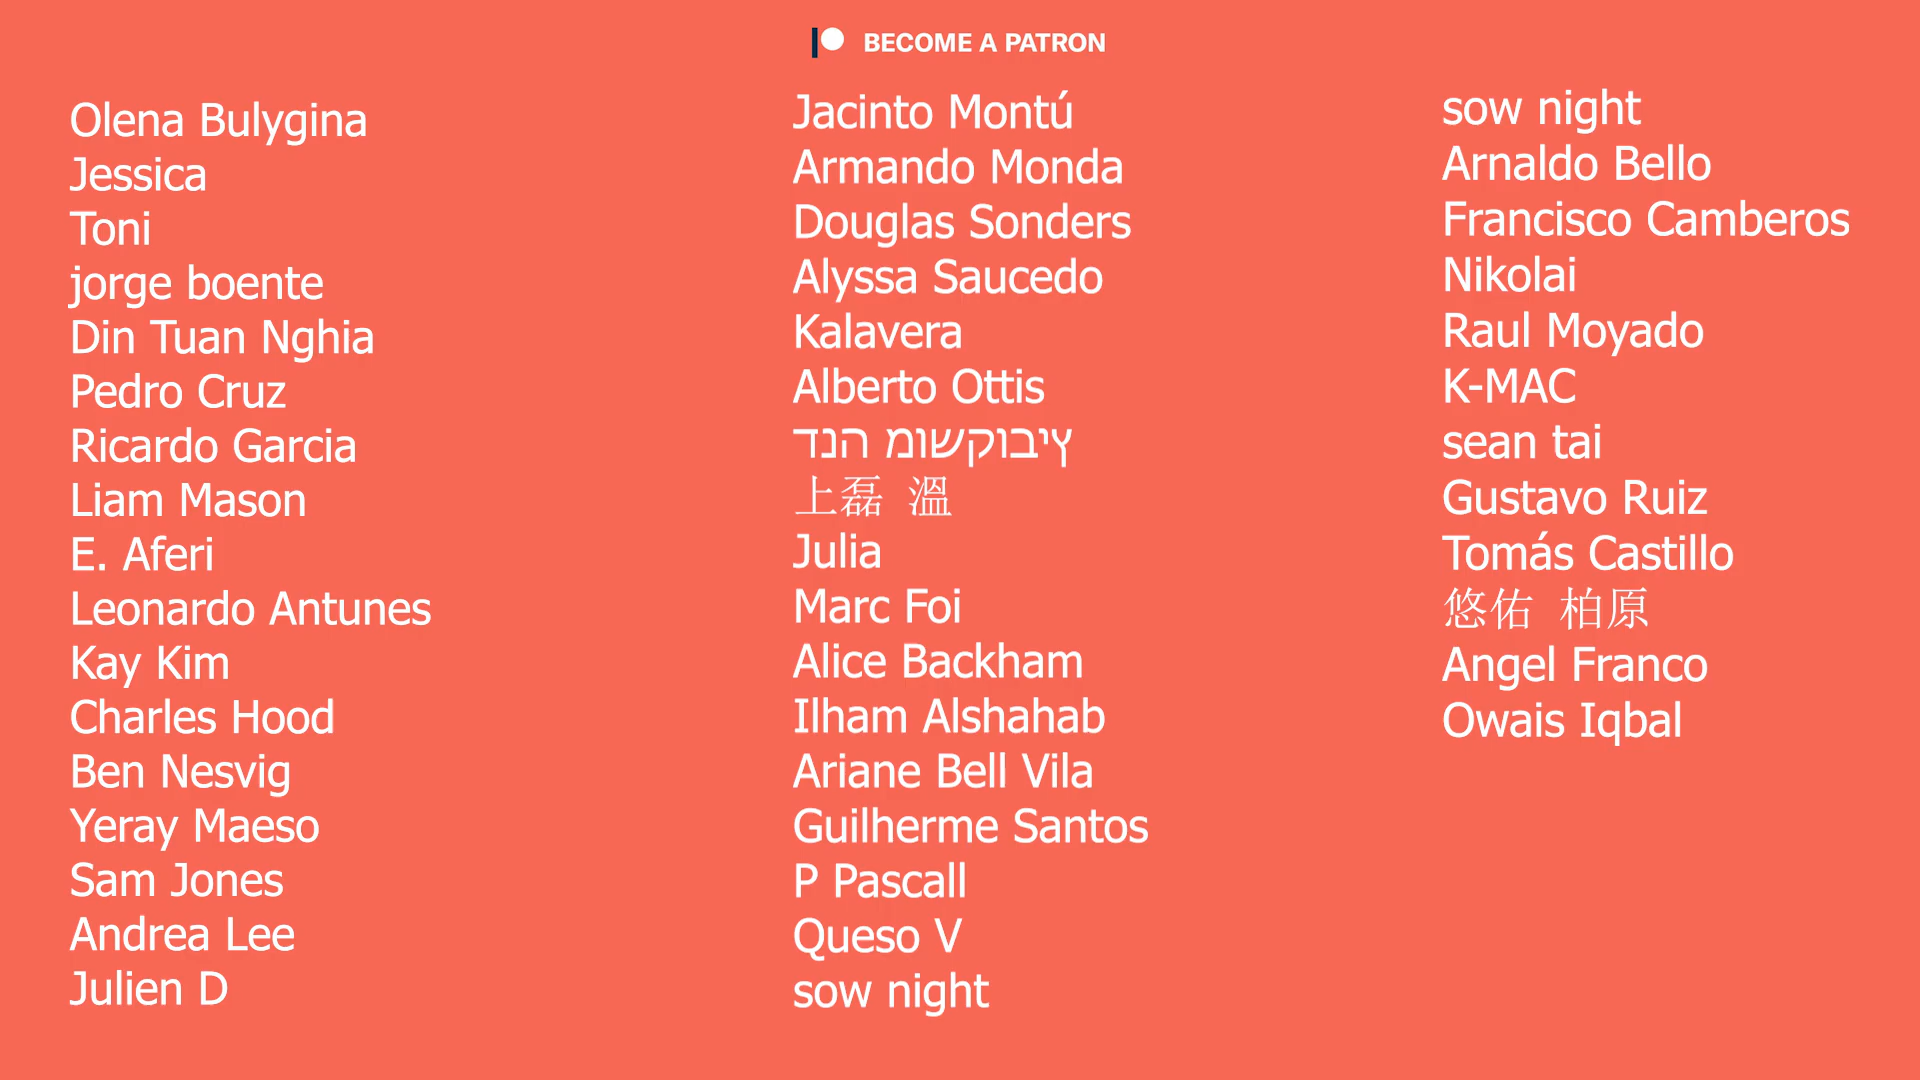 BECOME A PATRON
Olena Bulygina
Jessica
Toni
jorge boente
Din Tuan Nghia
Pedro Cruz
Ricardo Garcia
Liam Mason
E. Aferi
Leonardo Antunes
Kay Kim
Charles Hood
Ben Nesvig
Yeray Maeso
Sam Jones
Andrea Lee
Julien D
Jacinto Montú
Armando Monda
Douglas Sonders
Alyssa Saucedo
Kalavera
Alberto Ottis
דנה מושקוביץ
上磊 溫
Julia
Marc Foi
Alice Backham
Ilham Alshahab
Ariane Bell Vila
Guilherme Santos
P Pascall
Queso V
sow night
sow night
Arnaldo Bello
Francisco Camberos
Nikolai
Raul Moyado
K-MAC
sean tai
Gustavo Ruiz
Tomás Castillo
悠佑 柏原
Angel Franco
Owais Iqbal